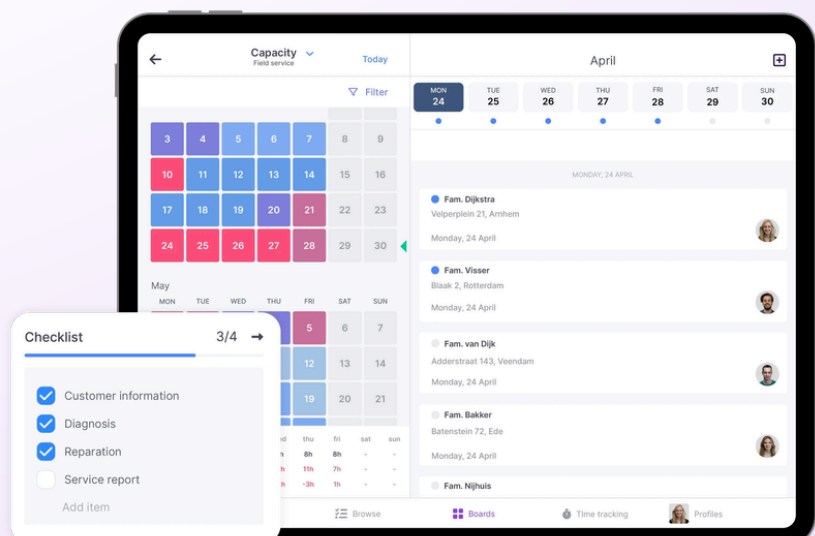 Capacity
Field service
Today
Filter
3 4 5 6 7 8 9
10 11 12 13 14 15 16
17 18 19 20 21 22 23
24 25 26 27 28 29 30
May
MON TUE WED THU FRI SAT SUN
5 6 7
12 13 14
19 20 21
thu fri sat sun
8h 8h - -
11h 7h - -
-3h 1h - -
April
MON TUE WED THU FRI SAT SUN
24 25 26 27 28 29 30
MONDAY, 24 APRIL
Fam. Dijkstra
Velperplein 21, Arnhem
Monday, 24 April
Fam. Visser
Blaak 2, Rotterdam
Monday, 24 April
Fam. van Dijk
Adderstraat 143, Veendam
Monday, 24 April
Fam. Bakker
Batenstein 72, Ede
Monday, 24 April
Fam. Nijhuis
Browse
Boards
Time tracking
Profiles
Checklist 3/4
Customer information
Diagnosis
Reparation
Service report
Add item